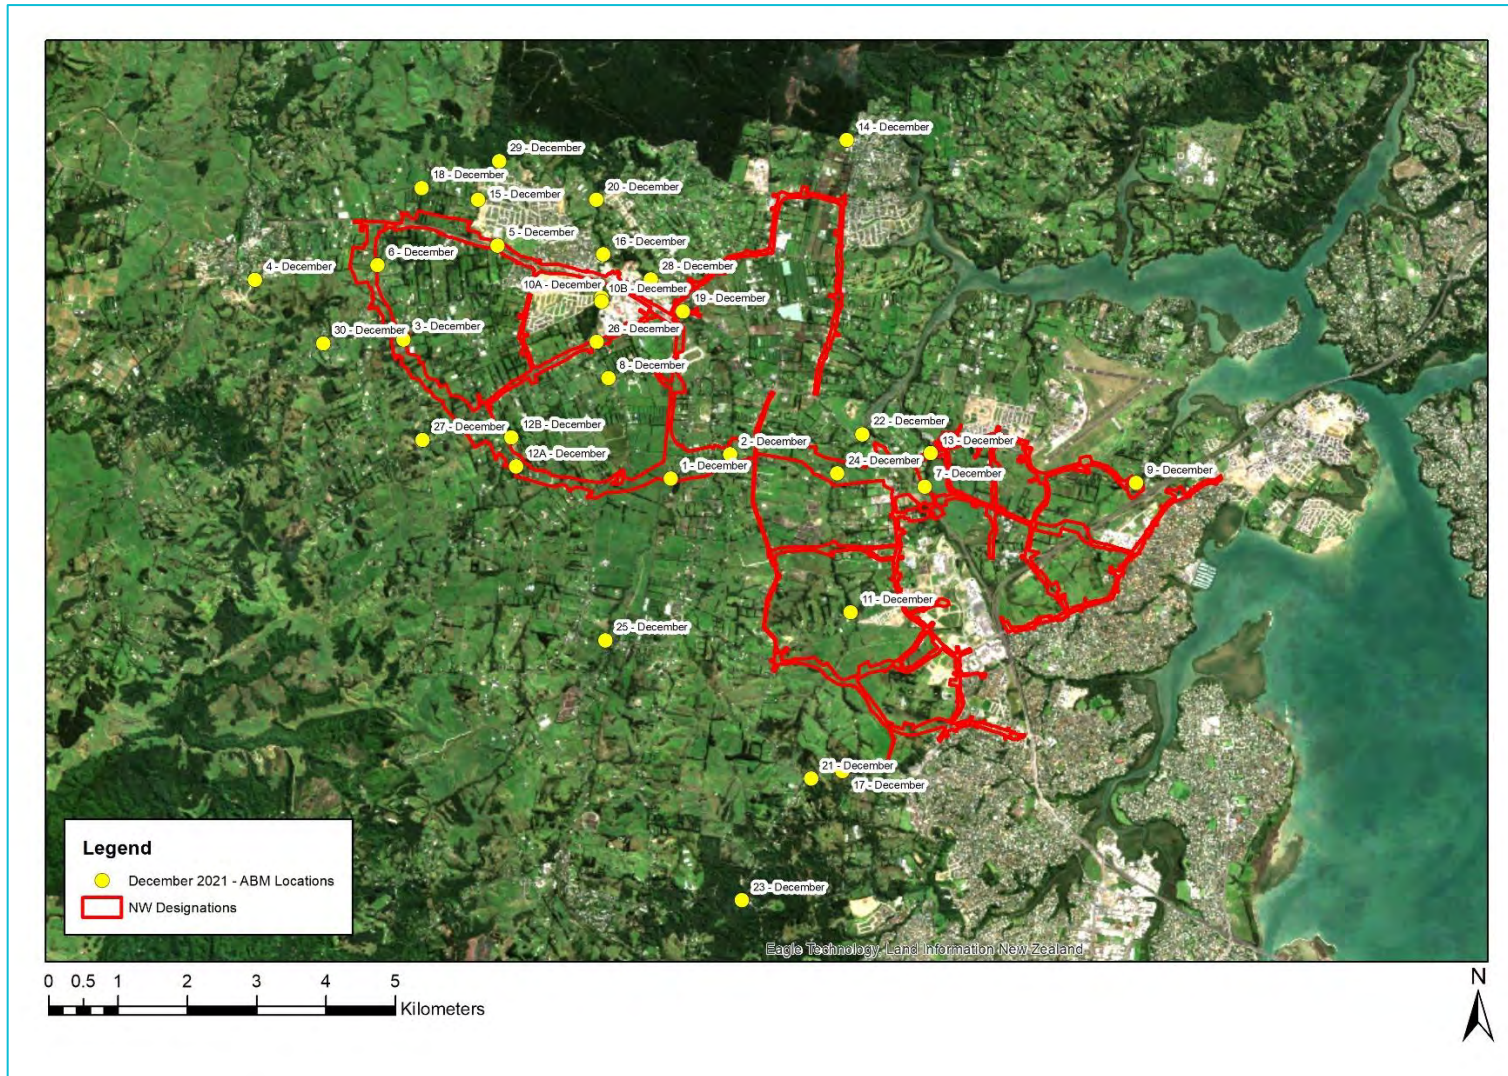 14 - December
29 - December
18 - December
15 - December
20 - December
5 - December
16 - December
6 - December
4 - December
28 - December
10A - December
10B - December
19 - December
30 - December
3 - December
26 - December
8 - December
27 - December
12B - December
12A - December
22 - December
2 - December
13 - December
1 - December
24 - December
7 - December
9 - December
11 - December
25 - December
21 - December
17 - December
23 - December
Legend
December 2021 - ABM Locations
NW Designations
Eagle Technology, Land Information New Zealand
0 0.5 1 2 3 4 5
Kilometers
N